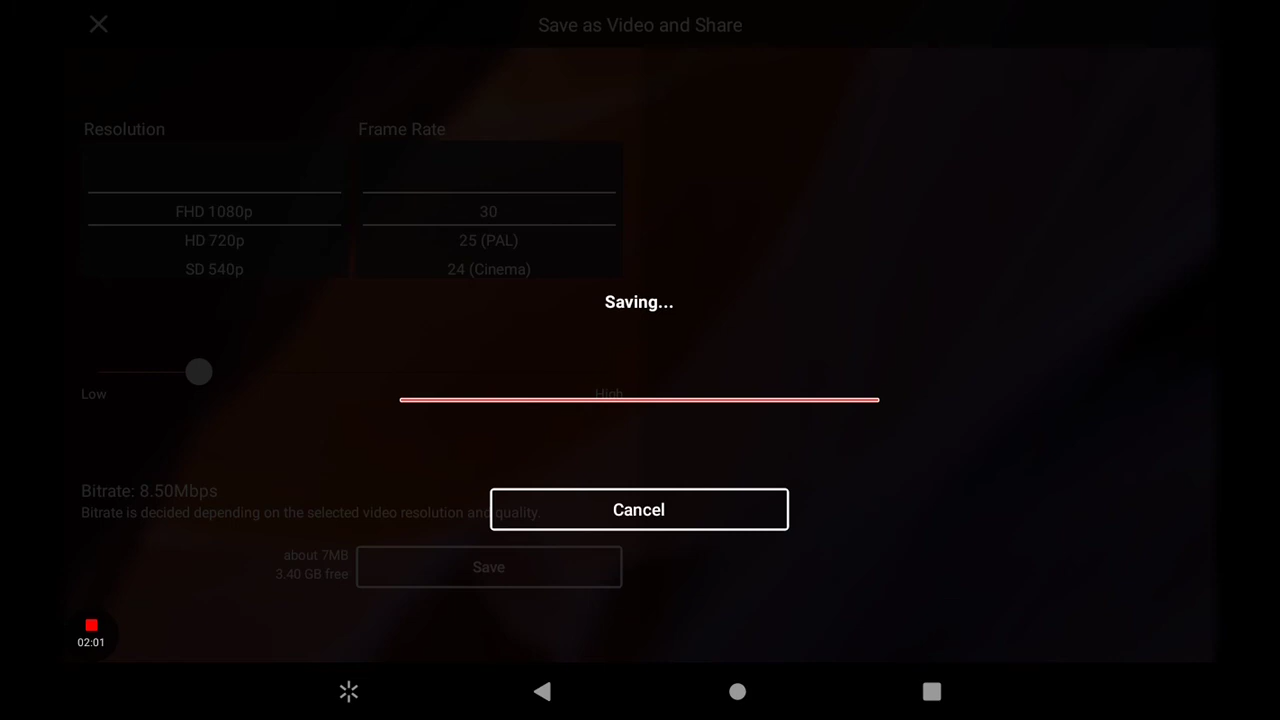 Save as Video and Share
Resolution
Frame Rate
FHD 1080p
30
HD 720p
25 (PAL)
SD 540p
24 (Cinema)
Saving...
Low
High
Bitrate: 8.50Mbps
Bitrate is decided depending on the selected video resolution and quality.
Cancel
about 7MB
3.40 GB free
Save
02:01